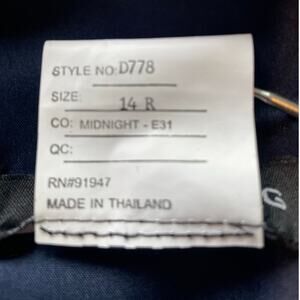 STYLE NO: D778
SIZE: 14 R
CO: MIDNIGHT - E31
QC:
RN#91947
MADE IN THAILAND
G